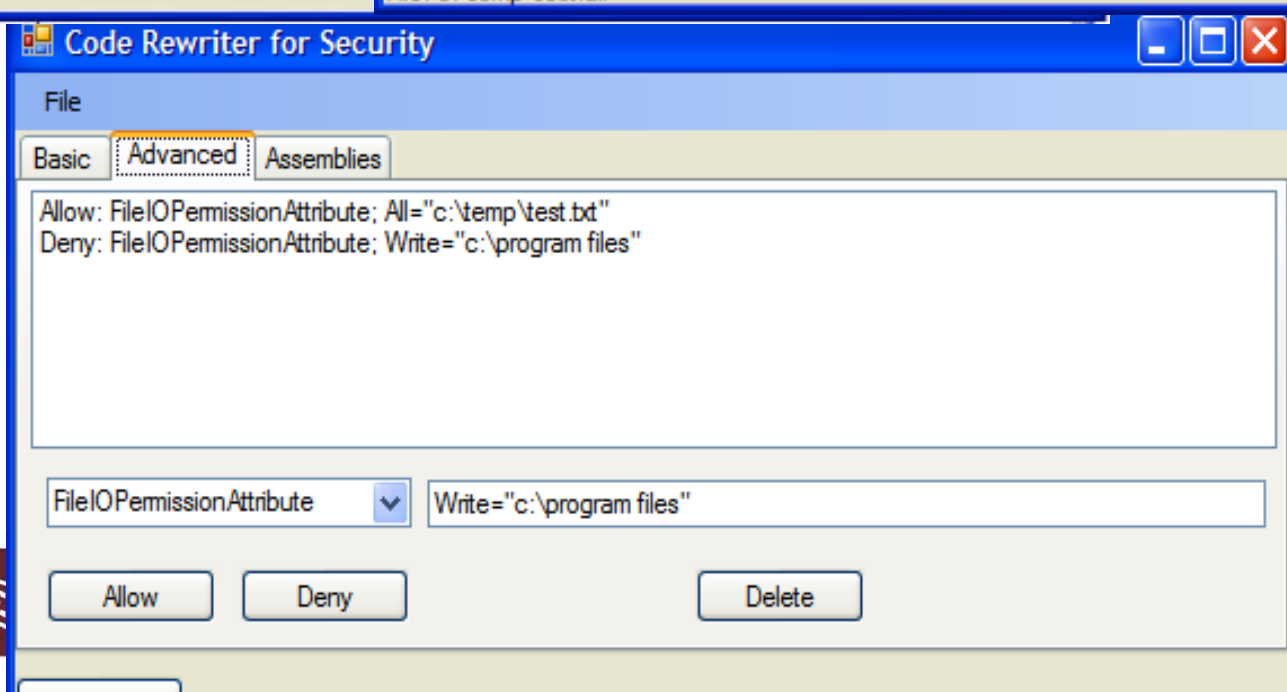 Code Rewriter for Security
File
Basic Advanced Assemblies
Allow: FileIOPermissionAttribute; All="c:\temp\test.txt"
Deny: FileIOPermissionAttribute; Write="c:\program files"
FileIOPermissionAttribute Write="c:\program files"
Allow Deny Delete